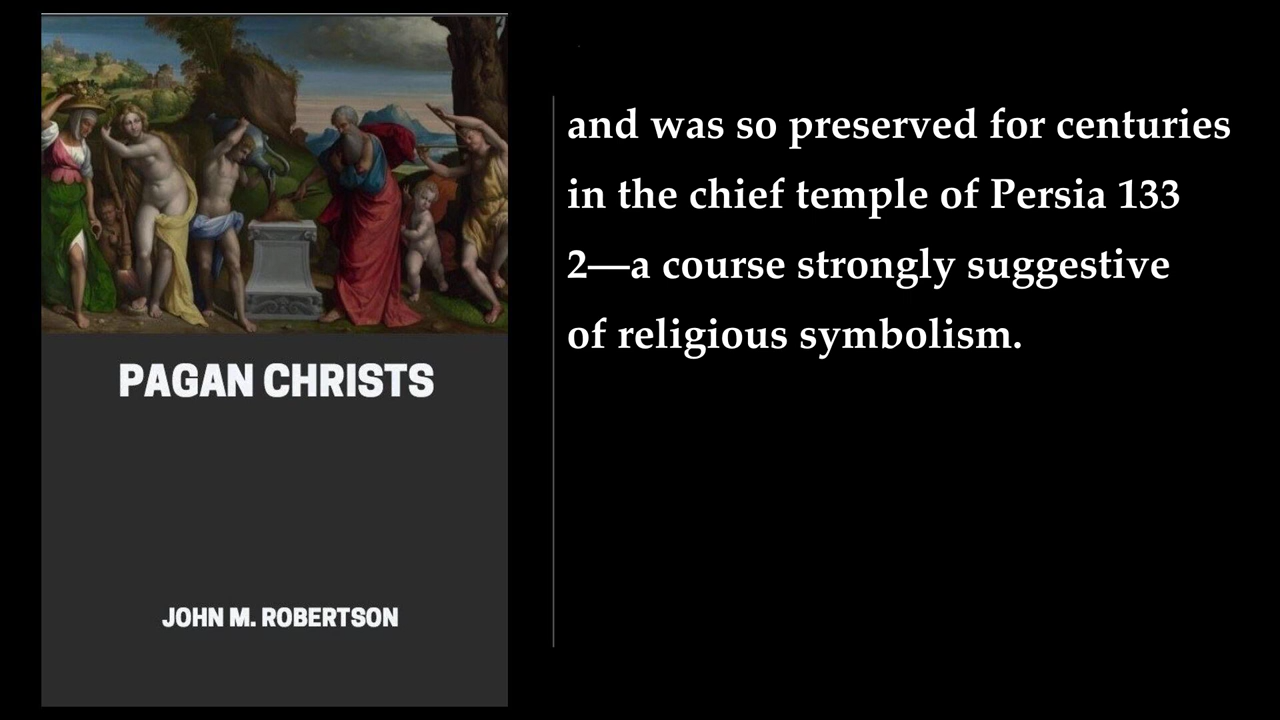 PAGAN CHRISTS
JOHN M. ROBERTSON
and was so preserved for centuries
in the chief temple of Persia 133
2—a course strongly suggestive
of religious symbolism.